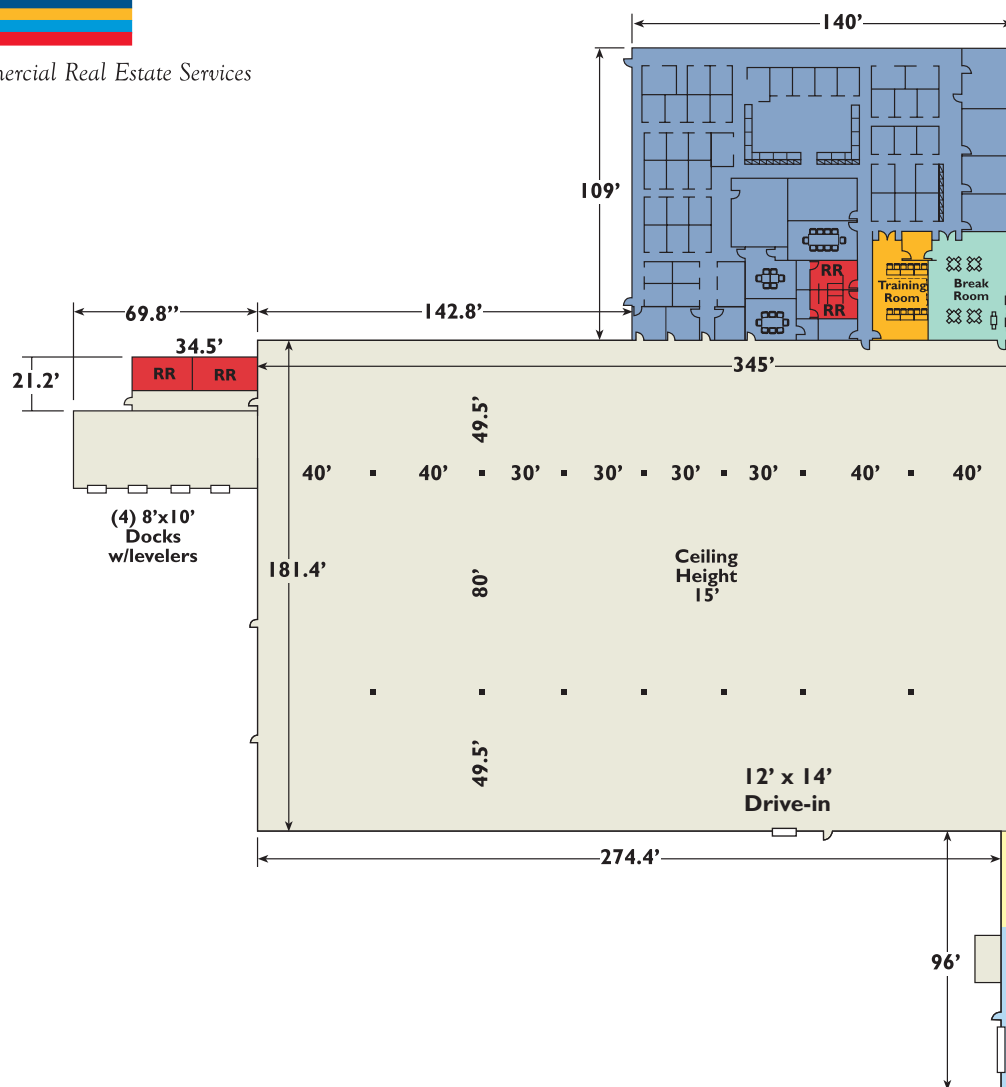 140’
ercial Real Estate Services
109’
RR
RR
Training
Room
Break
Room
69.8’’
142.8’
34.5’
21.2’
RR
RR
345’
49.5’
40’
40’
30’
30’
30’
30’
40’
40’
(4) 8’x10’
Docks
w/levelers
181.4’
80’
Ceiling
Height
15’
49.5’
12’ x 14’
Drive-in
274.4’
96’